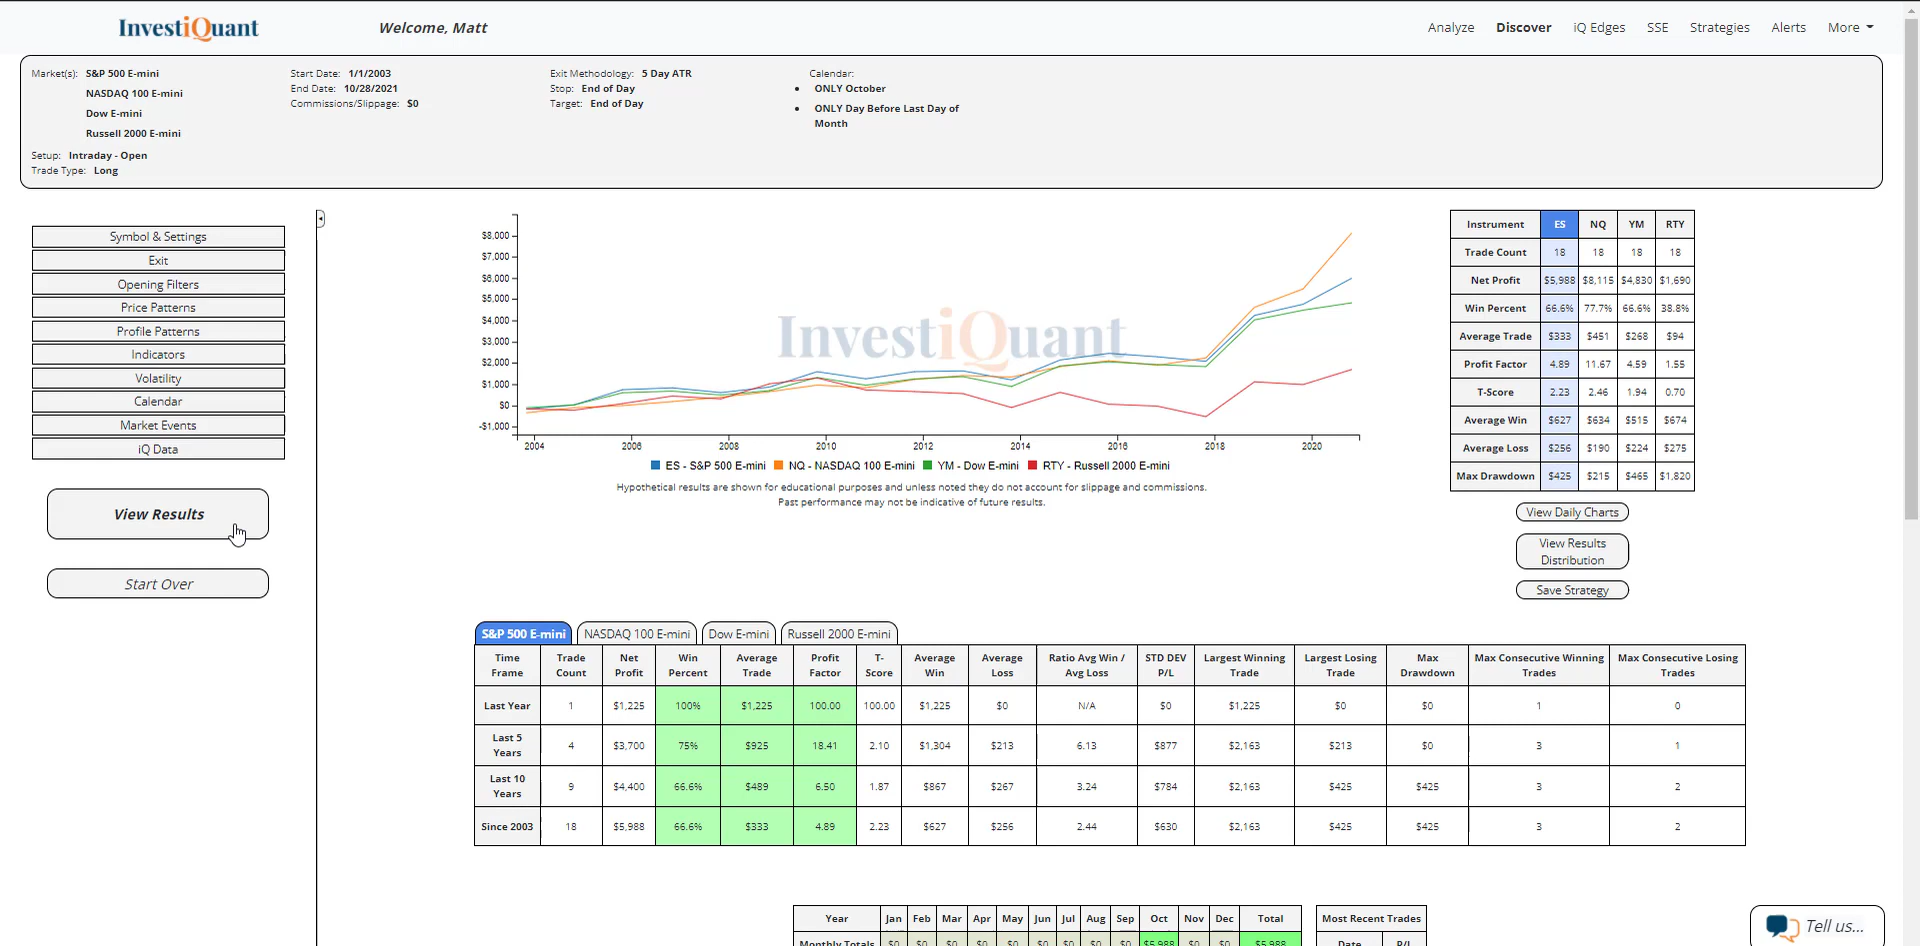 InvestiQuant
Welcome, Matt
Analyze Discover iQ Edges SSE Strategies Alerts More
Market(s): S&P 500 E-mini
NASDAQ 100 E-mini
Dow E-mini
Russell 2000 E-mini
Setup: Intraday - Open
Trade Type: Long
Start Date: 1/1/2003
End Date: 10/28/2021
Commissions/Slippage: $0
Exit Methodology: 5 Day ATR
Stop: End of Day
Target: End of Day
Calendar:
• ONLY October
• ONLY Day Before Last Day of
Month
Symbol & Settings
Exit
Opening Filters
Price Patterns
Profile Patterns
Indicators
Volatility
Calendar
Market Events
iQ Data
View Results
Start Over
$8,000
$7,000
$6,000
$5,000
$4,000
$3,000
$2,000
$1,000
$0
-$1,000
InvestiQuant
2004 2006 2008 2010 2012 2014 2016 2018 2020
ES - S&P 500 E-mini NQ - NASDAQ 100 E-mini YM - Dow E-mini RTY - Russell 2000 E-mini
Hypothetical results are shown for educational purposes and unless noted they do not account for slippage and commissions.
Past performance may not be indicative of future results.
Instrument ES NQ YM RTY
Trade Count 18 18 18 18
Net Profit $5,988 $8,115 $4,830 $1,690
Win Percent 66.6% 77.7% 66.6% 38.8%
Average Trade $333 $451 $268 $94
Profit Factor 4.89 11.67 4.59 1.55
T-Score 2.23 2.46 1.94 0.70
Average Win $627 $634 $515 $674
Average Loss $256 $190 $224 $275
Max Drawdown $425 $215 $465 $1,820
View Daily Charts
View Results
Distribution
Save Strategy
S&P 500 E-mini NASDAQ 100 E-mini Dow E-mini Russell 2000 E-mini
Time Trade Net Win Average Profit T- Average Average Ratio Avg Win / STD DEV Largest Winning Largest Losing Max Max Consecutive Winning Max Consecutive Losing
Frame Count Profit Percent Trade Factor Score Win Loss Avg Loss P/L Trade Trade Drawdown Trades Trades
Last Year 1 $1,225 100% $1,225 100.00 100.00 $1,225 $0 N/A $0 $1,225 $0 $0 1 0
Last 5
Years 4 $3,700 75% $925 18.41 2.10 $1,304 $213 6.13 $877 $2,163 $213 $0 3 1
Last 10
Years 9 $4,400 66.6% $489 6.50 1.87 $867 $267 3.24 $784 $2,163 $425 $425 3 2
Since 2003 18 $5,988 66.6% $333 4.89 2.23 $627 $256 2.44 $630 $2,163 $425 $425 3 2
Year Jan Feb Mar Apr May Jun Jul Aug Sep Oct Nov Dec Total
Monthly Totals $0 $0 $0 $0 $0 $0 $0 $0 $0 $5,988 $0 $0 $5,988
Most Recent Trades
Date P/L
Tell us...